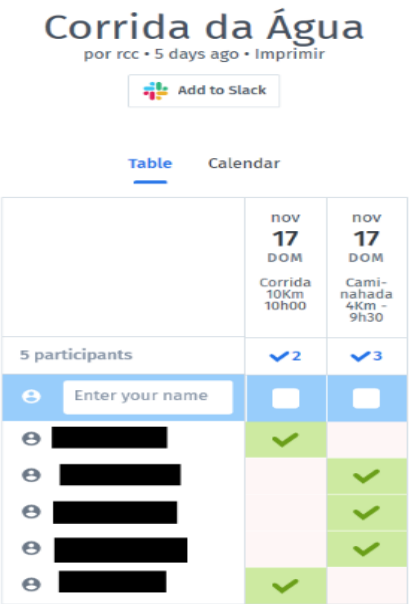 Corrida da Água
por rcc • 5 days ago • Imprimir
Add to Slack
Table Calendar
nov nov
17 17
DOM DOM
Corrida
10Km
10h00
Cami-
nahada
4Km -
9h30
5 participants 2 3
Enter your name